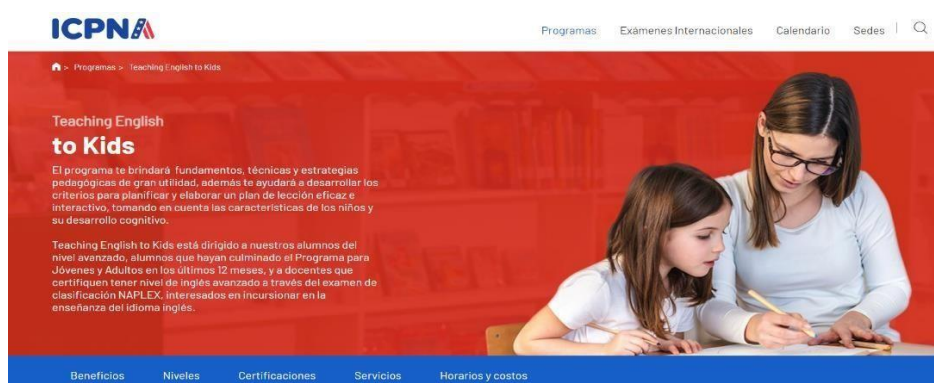 ICPNA
Programas Exámenes Internacionales Calendario Sedes
> Programas > Teaching English to Kids
Teaching English
to Kids
El programa te brindará fundamentos, técnicas y estrategias
pedagógicas de gran utilidad, además te ayudará a desarrollar los
criterios para planificar y elaborar un plan de lección eficaz e
interactivo, tomando en cuenta las características de los niños y
su desarrollo cognitivo.
Teaching English to Kids está dirigido a nuestros alumnos del
nivel avanzado, alumnos que hayan culminado el Programa para
Jóvenes y Adultos en los últimos 12 meses, y a docentes que
certifiquen tener nivel de inglés avanzado a través del examen de
clasificación NAPLEX, interesados en incursionar en la
enseñanza del idioma inglés.
Beneficios Niveles Certificaciones Servicios Horarios y costos